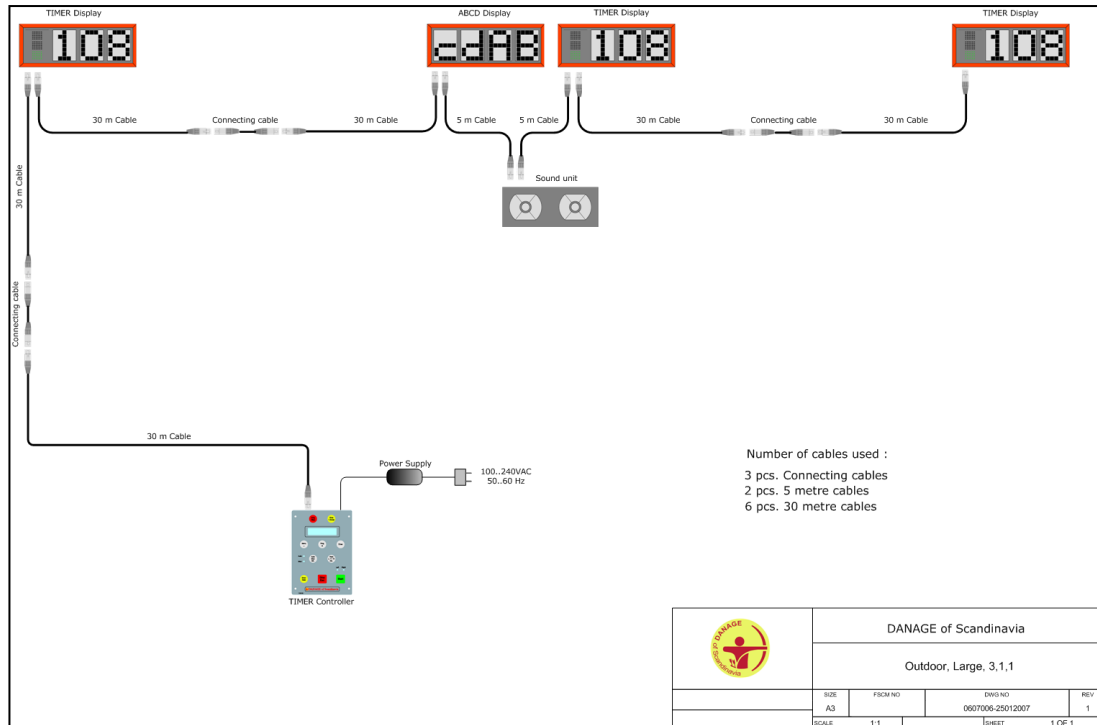 TIMER Display
ABCD Display
TIMER Display
TIMER Display
108
cdAB
108
108
30 m Cable
Connecting cable
30 m Cable
5 m Cable
5 m Cable
30 m Cable
Connecting cable
30 m Cable
Sound unit
30 m Cable
Connecting cable
30 m Cable
Power Supply
100..240VAC
50..60 Hz
TIMER Controller
Number of cables used :
3 pcs. Connecting cables
2 pcs. 5 metre cables
6 pcs. 30 metre cables
DANAGE
of Scandinavia
DANAGE of Scandinavia
Outdoor, Large, 3,1,1
SIZE
FSCM NO
DWG NO
REV
A3
0607006-25012007
1
SCALE
1:1
SHEET
1 OF 1